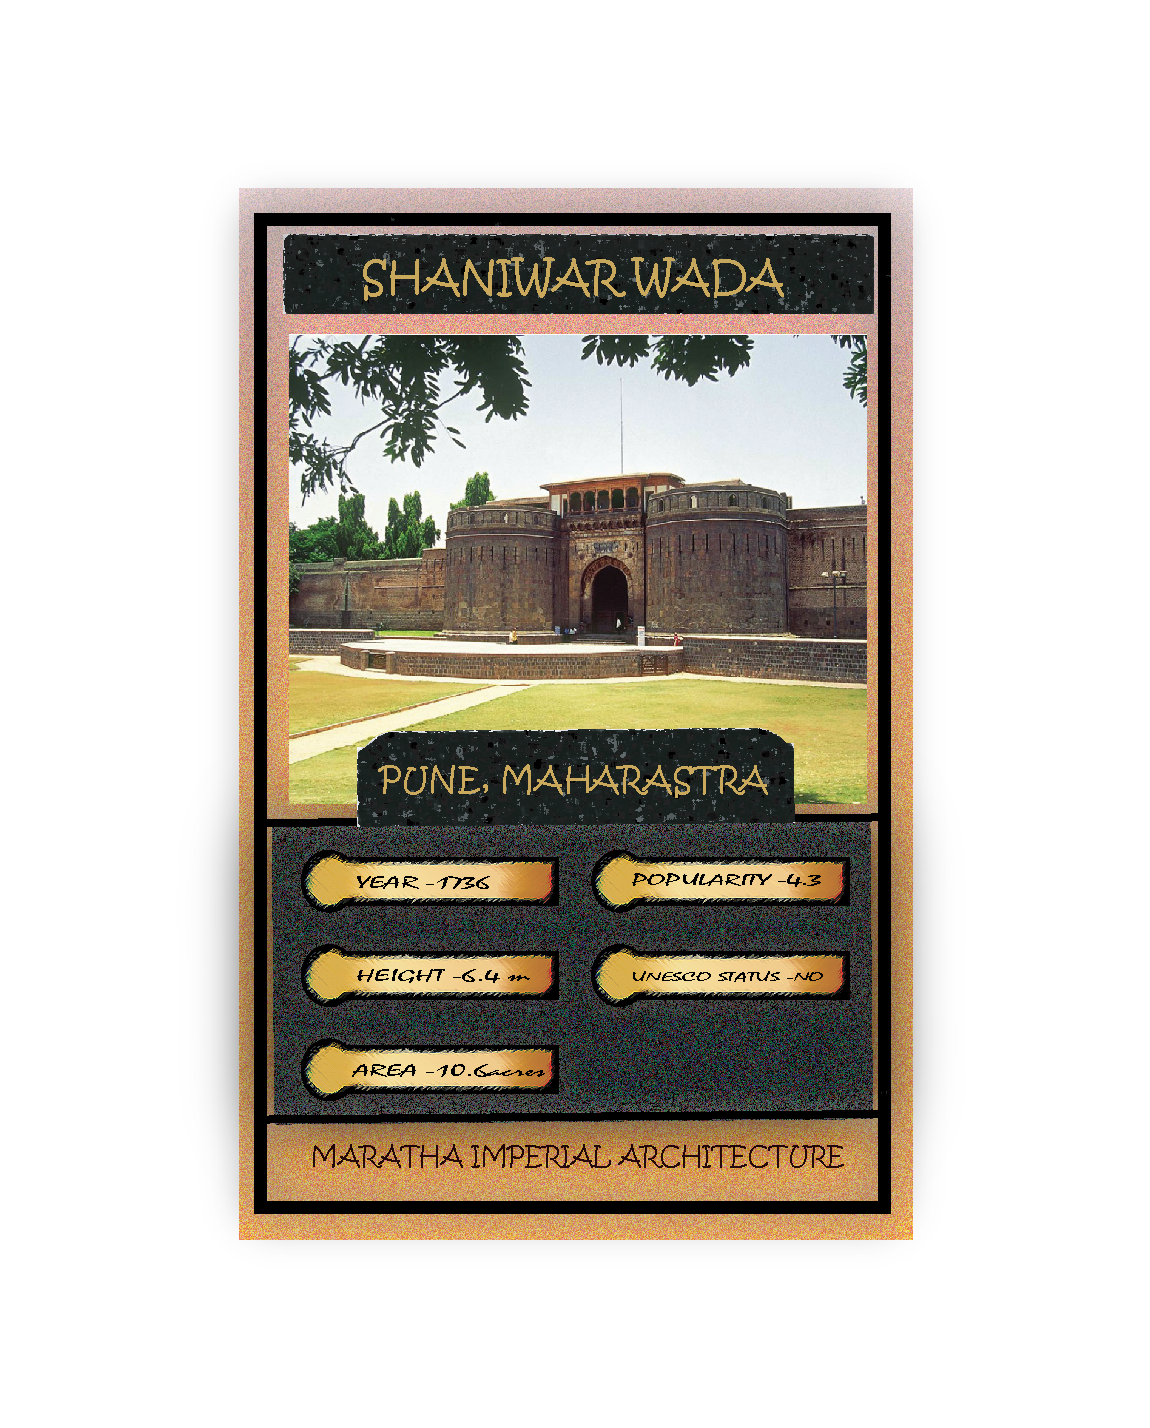 SHANIWAR WADA
PUNE, MAHARASTRA
YEAR -1736
POPULARITY -4.3
HEIGHT -6.4 m
UNESCO STATUS -NO
AREA -10.6acres
MARATHA IMPERIAL ARCHITECTURE